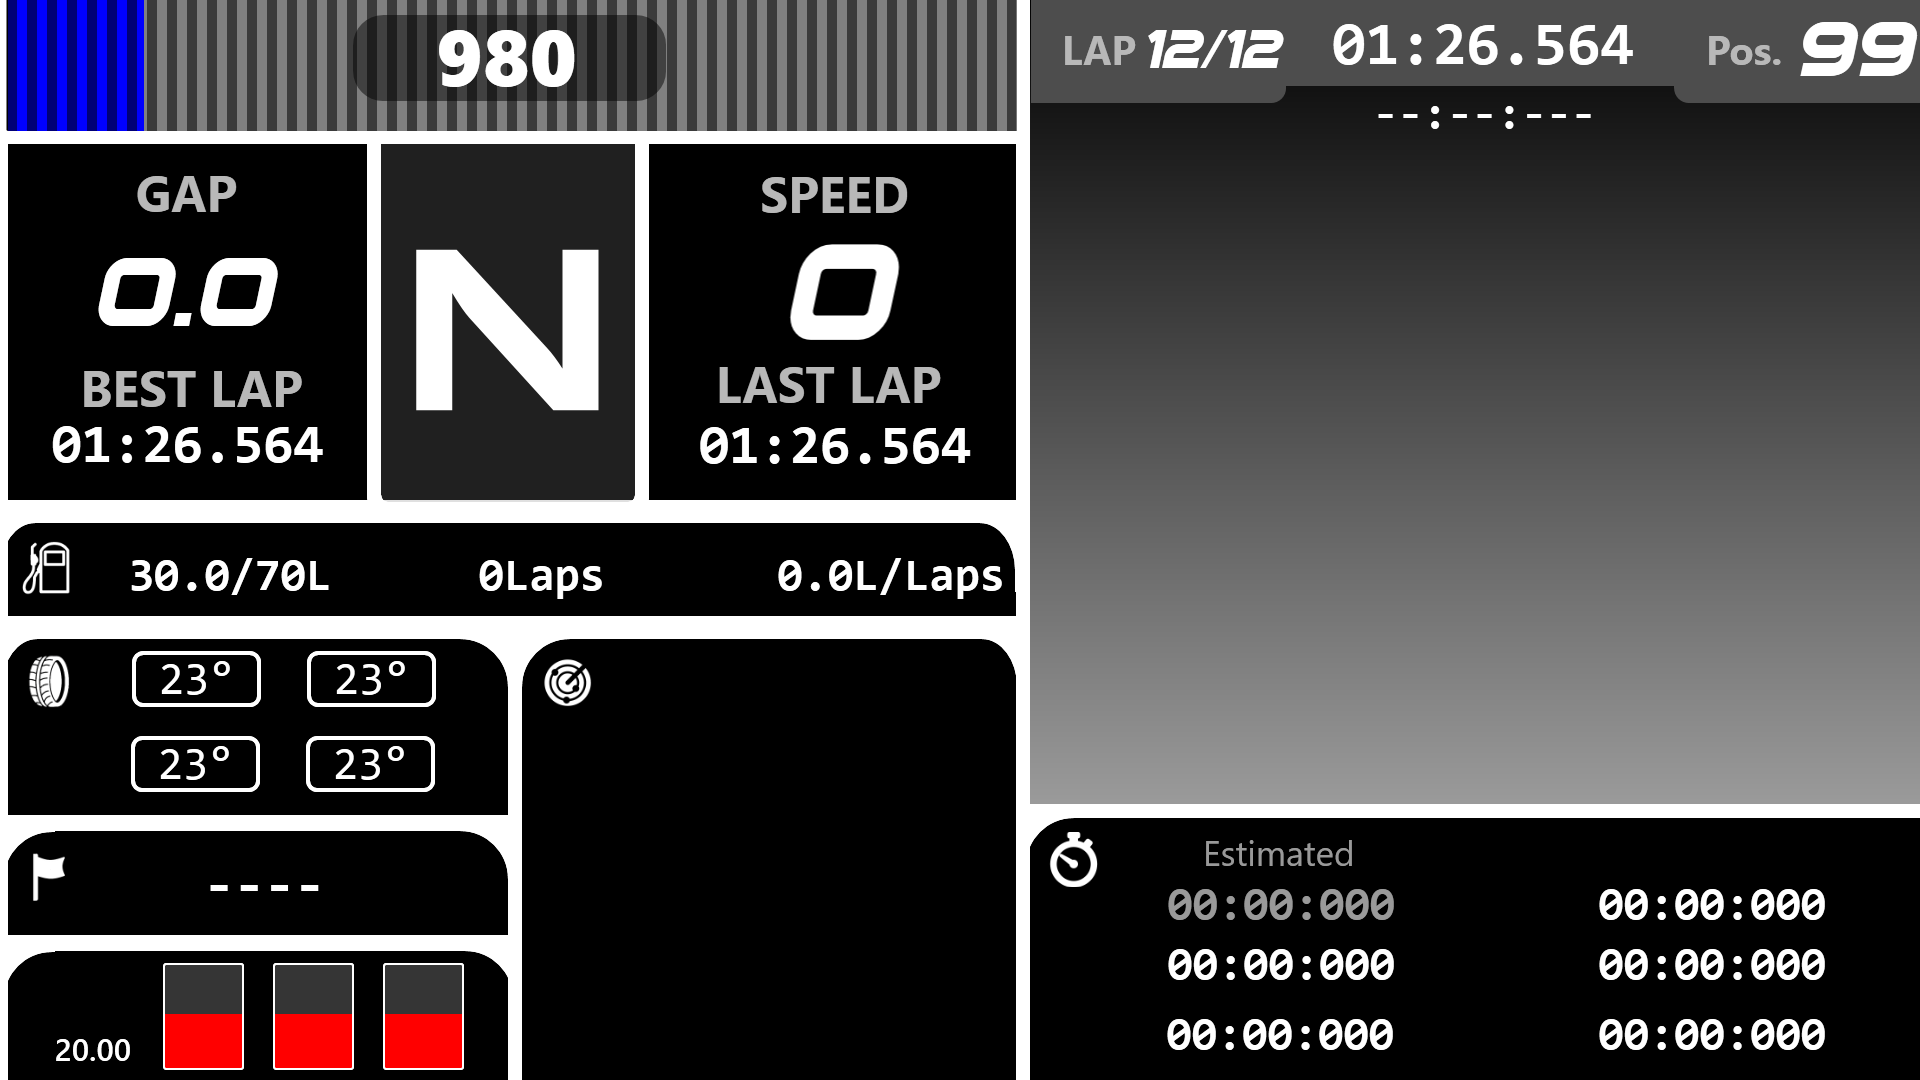 980
LAP 12/12 01:26.564 Pos. 99
--:--:---
GAP
0.0
BEST LAP
01:26.564
N
SPEED
0
LAST LAP
01:26.564
30.0/70L 0Laps 0.0L/Laps
23° 23°
23° 23°
----
20.00
Estimated
00:00:000 00:00:000
00:00:000 00:00:000
00:00:000 00:00:000